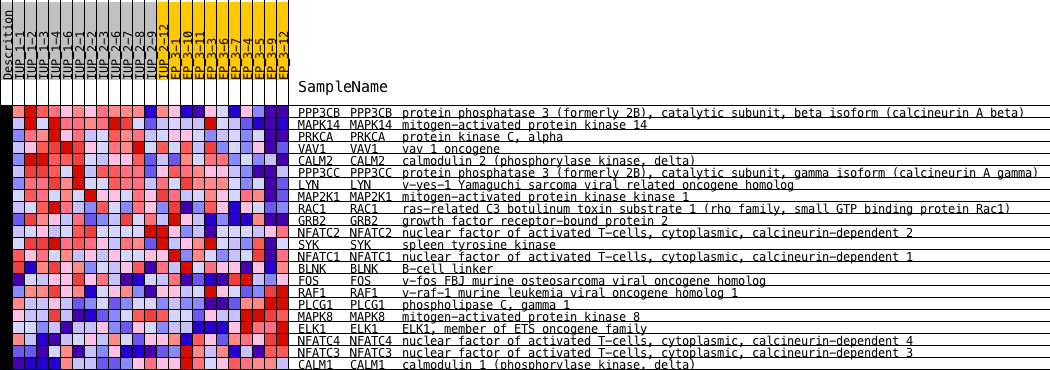 Descrition
IUP_1-1
IUP_1-2
IUP_1-3
IUP_1-4
IUP_1-6
IUP_2-1
IUP_2-2
IUP_2-3
IUP_2-6
IUP_2-7
IUP_2-8
IUP_2-9
IUP_2-12
EP_3-1
EP_3-10
EP_3-11
EP_3-3
EP_3-6
EP_3-7
EP_3-4
EP_3-5
EP_3-9
EP_3-12
SampleName
PPP3CB PPP3CB protein phosphatase 3 (formerly 2B), catalytic subunit, beta isoform (calcineurin A beta)
MAPK14 MAPK14 mitogen-activated protein kinase 14
PRKCA PRKCA protein kinase C, alpha
VAV1 VAV1 vav 1 oncogene
CALM2 CALM2 calmodulin 2 (phosphorylase kinase, delta)
PPP3CC PPP3CC protein phosphatase 3 (formerly 2B), catalytic subunit, gamma isoform (calcineurin A gamma)
LYN LYN v-yes-1 Yamaguchi sarcoma viral related oncogene homolog
MAP2K1 MAP2K1 mitogen-activated protein kinase kinase 1
RAC1 RAC1 ras-related C3 botulinum toxin substrate 1 (rho family, small GTP binding protein Rac1)
GRB2 GRB2 growth factor receptor-bound protein 2
NFATC2 NFATC2 nuclear factor of activated T-cells, cytoplasmic, calcineurin-dependent 2
SYK SYK spleen tyrosine kinase
NFATC1 NFATC1 nuclear factor of activated T-cells, cytoplasmic, calcineurin-dependent 1
BLNK BLNK B-cell linker
FOS FOS v-fos FBJ murine osteosarcoma viral oncogene homolog
RAF1 RAF1 v-raf-1 murine leukemia viral oncogene homolog 1
PLCG1 PLCG1 phospholipase C, gamma 1
MAPK8 MAPK8 mitogen-activated protein kinase 8
ELK1 ELK1 ELK1, member of ETS oncogene family
NFATC4 NFATC4 nuclear factor of activated T-cells, cytoplasmic, calcineurin-dependent 4
NFATC3 NFATC3 nuclear factor of activated T-cells, cytoplasmic, calcineurin-dependent 3
CALM1 CALM1 calmodulin 1 (phosphorylase kinase, delta)